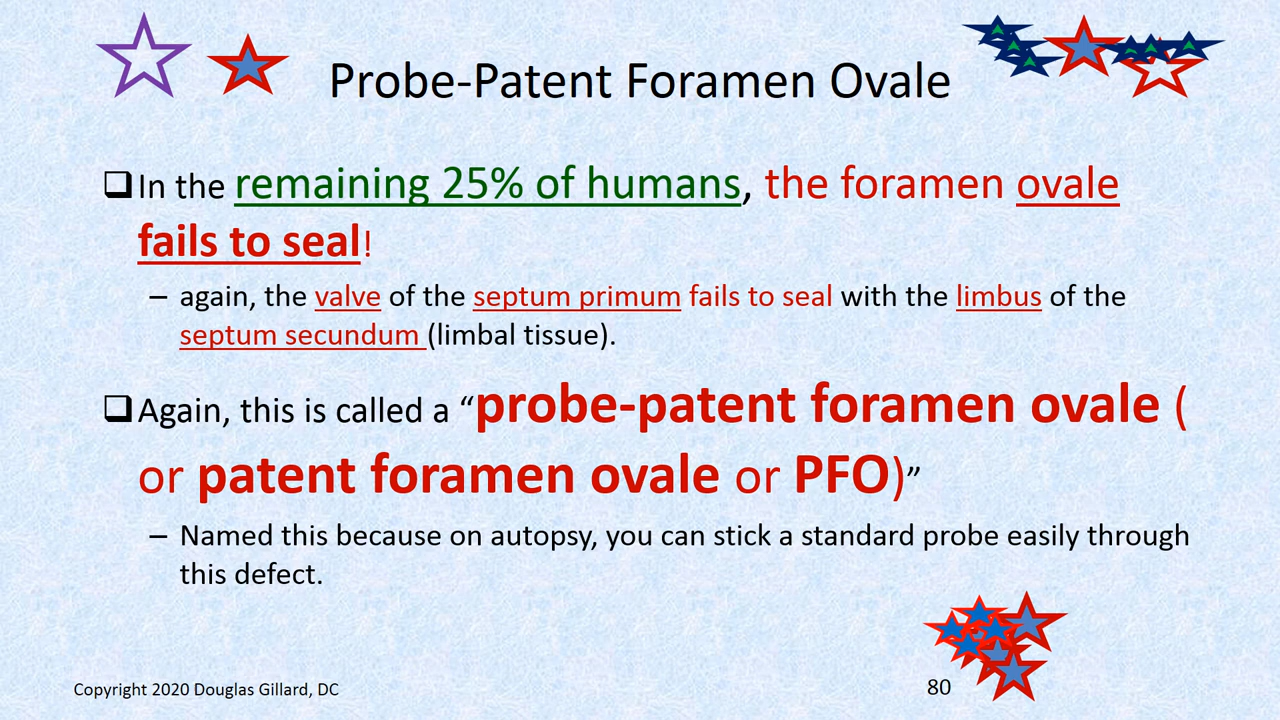 Probe-Patent Foramen Ovale
❑In the remaining 25% of humans, the foramen ovale
fails to seal!
– again, the valve of the septum primum fails to seal with the limbus of the
septum secundum (limbal tissue).
❑Again, this is called a “probe-patent foramen ovale (
or patent foramen ovale or PFO)”
– Named this because on autopsy, you can stick a standard probe easily through
this defect.
Copyright 2020 Douglas Gillard, DC
80